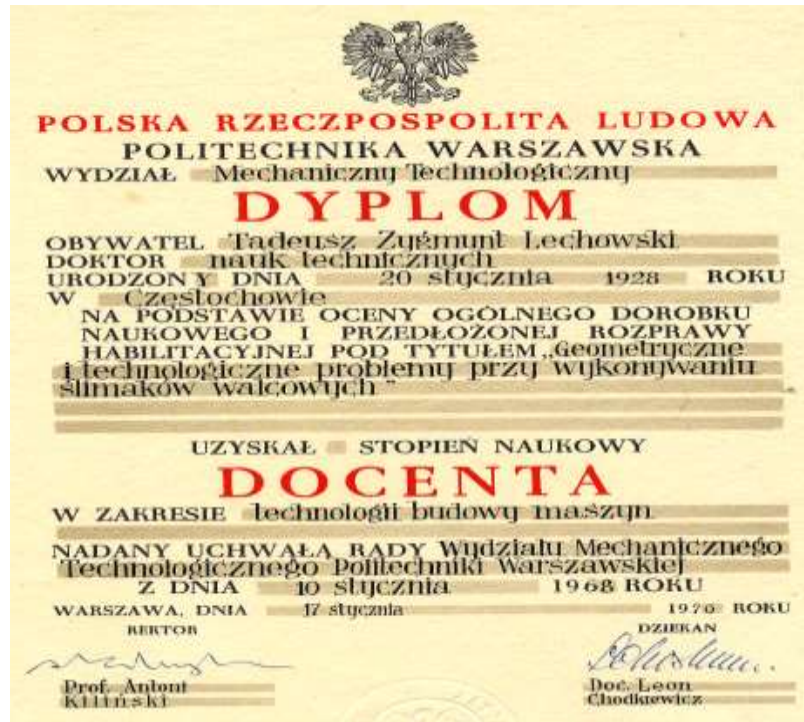 POLSKA RZECZPOSPOLITA LUDOWA
POLITECHNIKA WARSZAWSKA
WYDZIAŁ Mechaniczny Technologiczny
DYPLOM
OBYWATEL Tadeusz Zygmunt Lechowski
DOKTOR nauk technicznych
URODZONY DNIA 20 stycznia 1928 ROKU
W Częstochowie
NA PODSTAWIE OCENY OGÓLNEGO DOROBKU
NAUKOWEGO I PRZEDŁOŻONEJ ROZPRAWY
HABILITACYJNEJ POD TYTUŁEM „Geometryczne
i technologiczne problemy przy wykonywaniu
ślimaków walcowych"
UZYSKAŁ STOPIEŃ NAUKOWY
DOCENTA
W ZAKRESIE technologii budowy maszyn
NADANY UCHWAŁĄ RADY Wydziału Mechanicznego
Technologicznego Politechniki Warszawskiej
Z DNIA 10 stycznia 1968 ROKU
WARSZAWA, DNIA 17 stycznia 1970 ROKU
REKTOR DZIEKAN
Prof. Antoni
Kiliński
Doc. Leon
Chodkiewicz